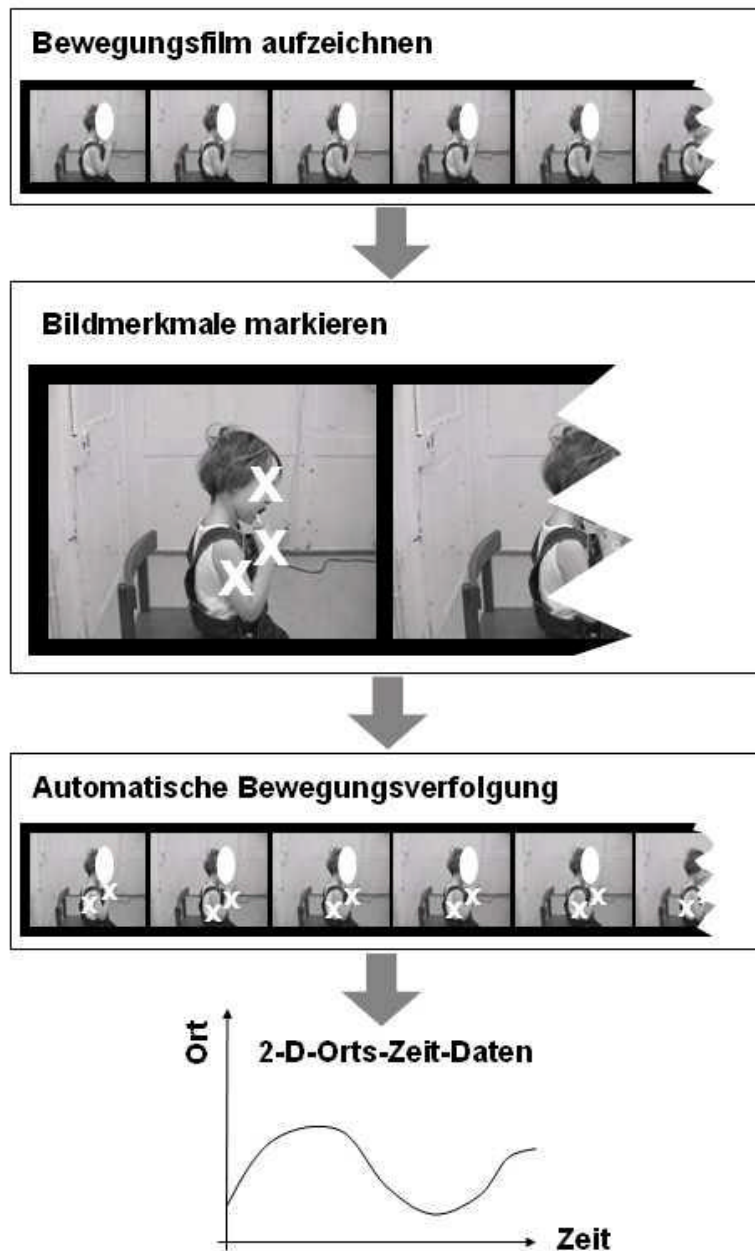 Bewegungsfilm aufzeichnen
Bildmerkmale markieren
X
X
X
Automatische Bewegungsverfolgung
X X X X X X X X X X X
Ort
2-D-Orts-Zeit-Daten
Zeit